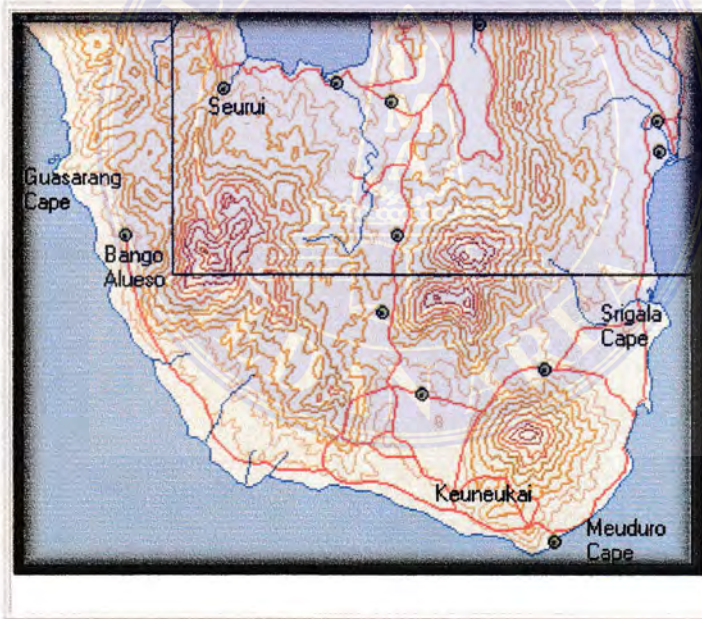 Seurui
Guasarang
Cape
Bango
Alueso
Srigala
Cape
Keuneukai
Meuduro
Cape